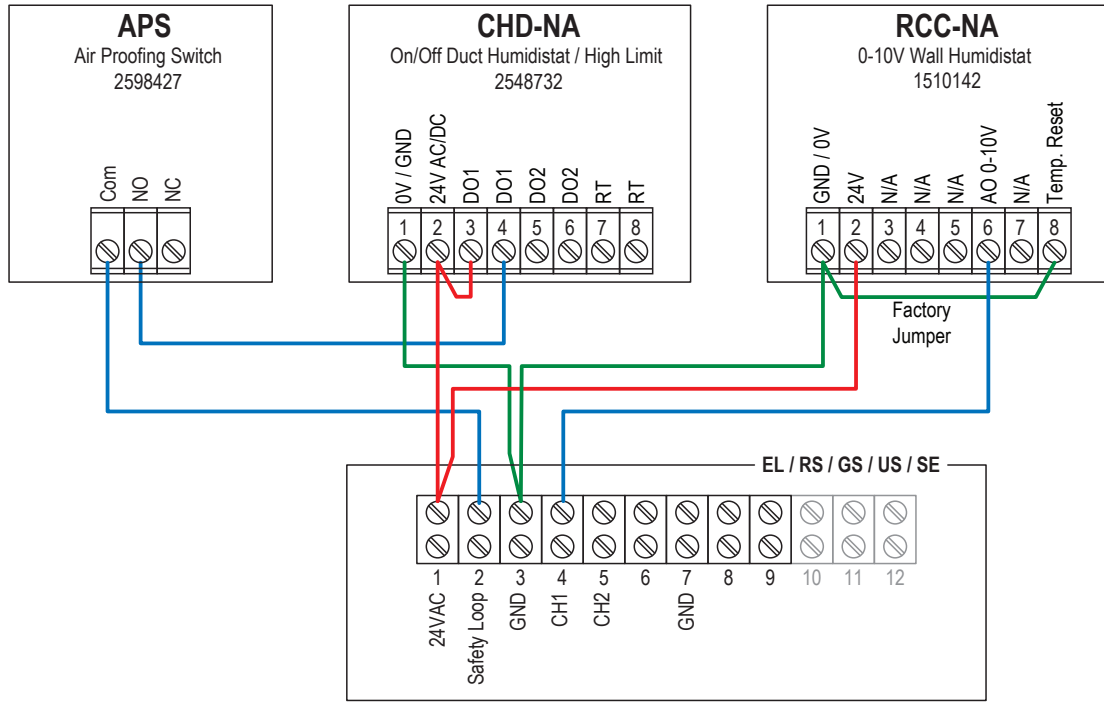 APS
Air Proofing Switch
2598427
Com
NO
NC
CHD-NA
On/Off Duct Humidistat / High Limit
2548732
0V / GND
24V AC/DC
DO1
DO1
DO2
DO2
RT
RT
1 2 3 4 5 6 7 8
RCC-NA
0-10V Wall Humidistat
1510142
GND / 0V
24V
N/A
N/A
N/A
AO 0-10V
N/A
Temp. Reset
1 2 3 4 5 6 7 8
Factory
Jumper
EL / RS / GS / US / SE
1 2 3 4 5 6 7 8 9 10 11 12
24VAC
Safety Loop
GND
CH1
CH2
GND